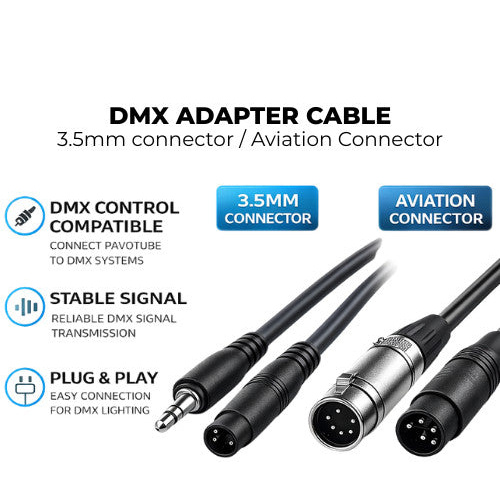 DMX ADAPTER CABLE
3.5mm connector / Aviation Connector
DMX CONTROL
COMPATIBLE
CONNECT PAVOTUBE
TO DMX SYSTEMS
STABLE SIGNAL
RELIABLE DMX SIGNAL
TRANSMISSION
PLUG & PLAY
EASY CONNECTION
FOR DMX LIGHTING
3.5MM
CONNECTOR
AVIATION
CONNECTOR